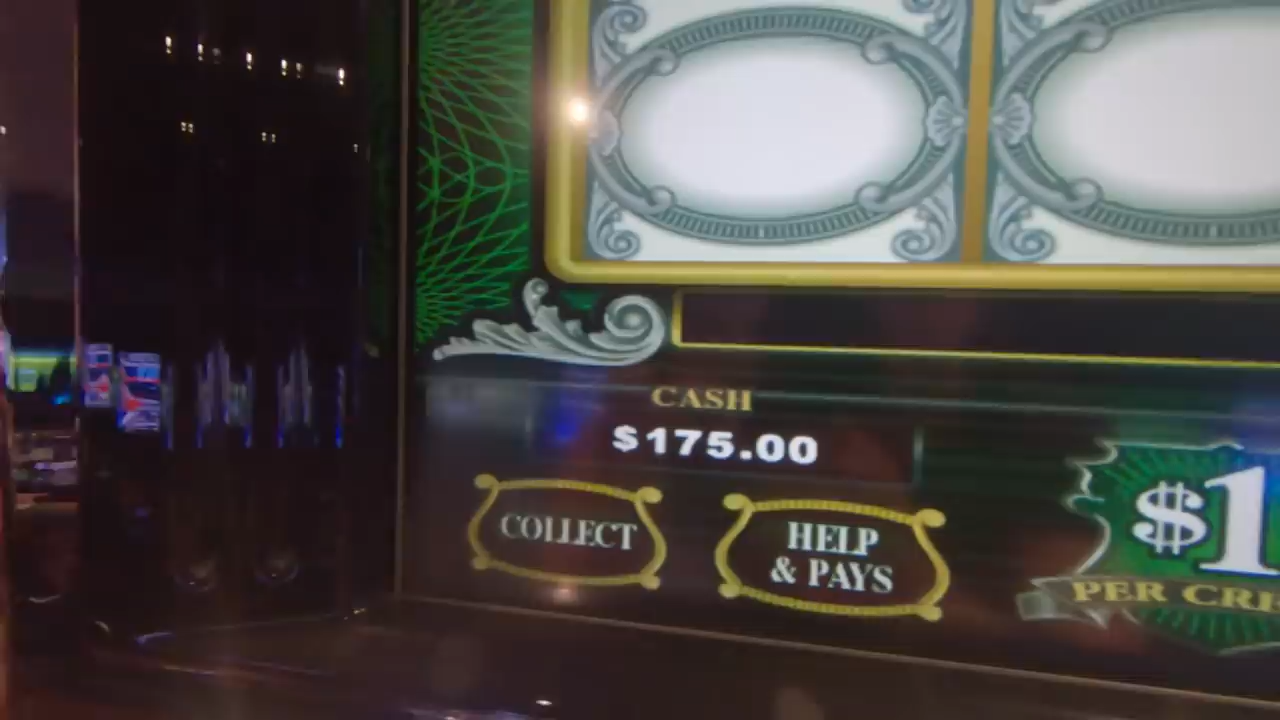 CASH
$175.00
COLLECT
HELP
& PAYS
$1
PER CRE